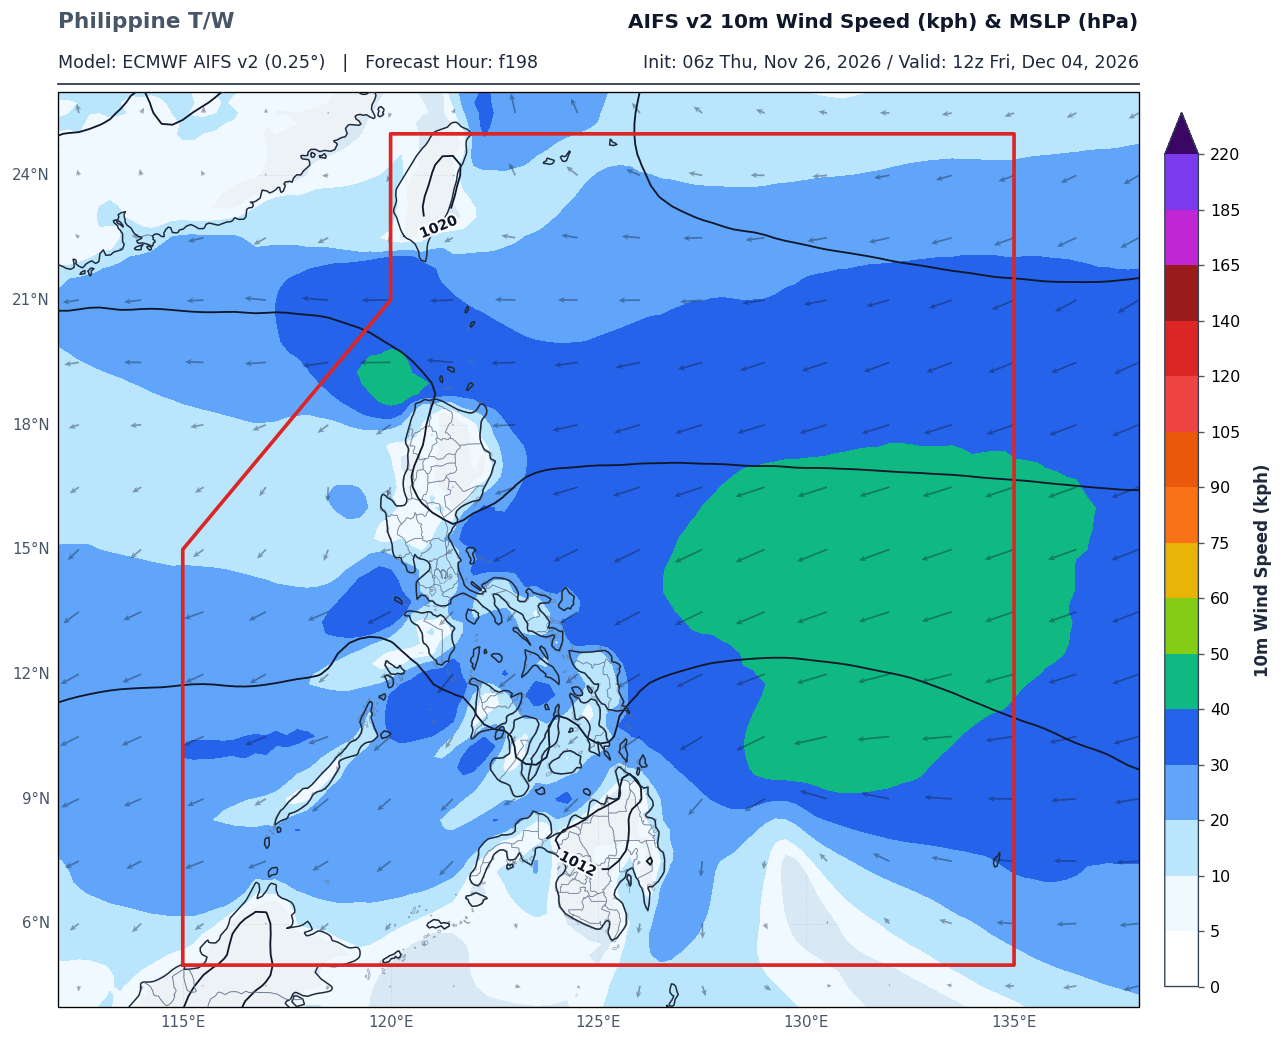 Philippine T/W
AIFS v2 10m Wind Speed (kph) & MSLP (hPa)
Model: ECMWF AIFS v2 (0.25°) | Forecast Hour: f198
Init: 06z Thu, Nov 26, 2026 / Valid: 12z Fri, Dec 04, 2026
24°N
21°N
18°N
15°N
12°N
9°N
6°N
1020
1012
115°E
120°E
125°E
130°E
135°E
220
185
165
140
120
105
90
75
60
50
40
30
20
10
5
0
10m Wind Speed (kph)